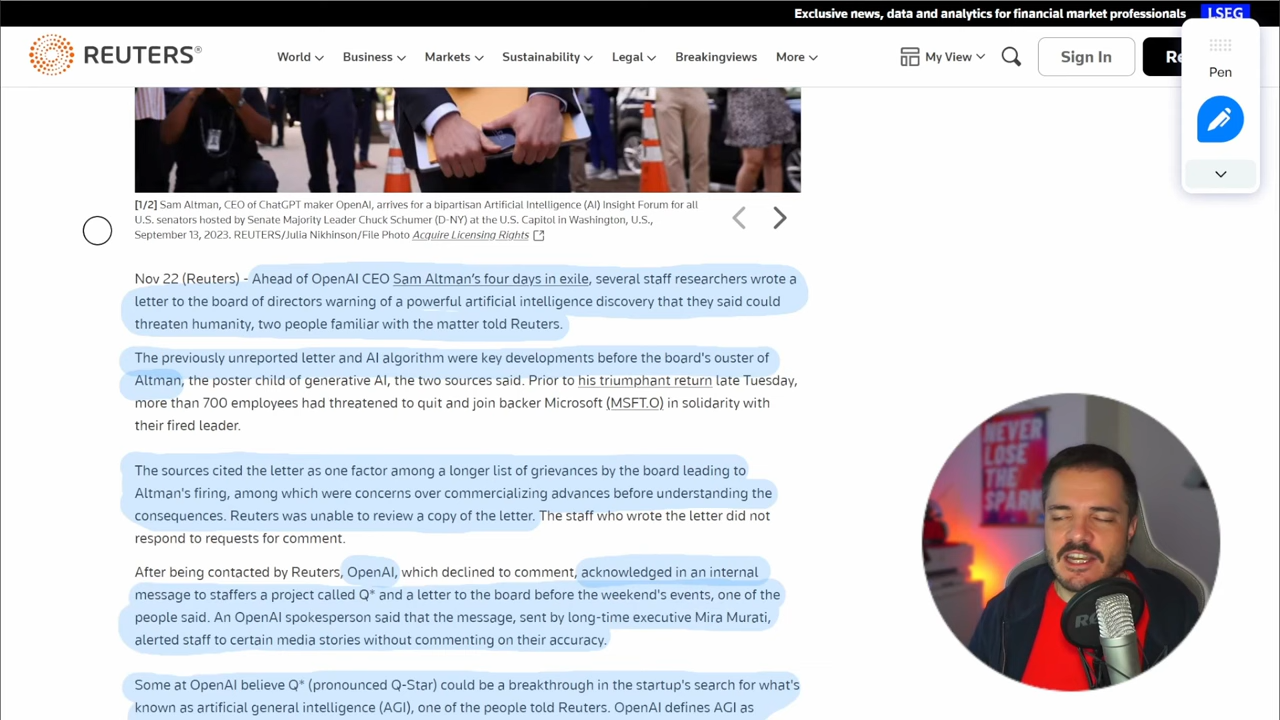 Exclusive news, data and analytics for financial market professionals LSEG
REUTERS®
World Business Markets Sustainability Legal Breakingviews More My View Sign In Re
Pen
[1/2] Sam Altman, CEO of ChatGPT maker OpenAI, arrives for a bipartisan Artificial Intelligence (AI) Insight Forum for all
U.S. senators hosted by Senate Majority Leader Chuck Schumer (D-NY) at the U.S. Capitol in Washington, U.S.,
September 13, 2023. REUTERS/Julia Nikhinson/File Photo Acquire Licensing Rights
Nov 22 (Reuters) - Ahead of OpenAI CEO Sam Altman's four days in exile, several staff researchers wrote a
letter to the board of directors warning of a powerful artificial intelligence discovery that they said could
threaten humanity, two people familiar with the matter told Reuters.
The previously unreported letter and AI algorithm were key developments before the board's ouster of
Altman, the poster child of generative AI, the two sources said. Prior to his triumphant return late Tuesday,
more than 700 employees had threatened to quit and join backer Microsoft (MSFT.O) in solidarity with
their fired leader.
The sources cited the letter as one factor among a longer list of grievances by the board leading to
Altman's firing, among which were concerns over commercializing advances before understanding the
consequences. Reuters was unable to review a copy of the letter. The staff who wrote the letter did not
respond to requests for comment.
After being contacted by Reuters, OpenAI, which declined to comment, acknowledged in an internal
message to staffers a project called Q* and a letter to the board before the weekend's events, one of the
people said. An OpenAI spokesperson said that the message, sent by long-time executive Mira Murati,
alerted staff to certain media stories without commenting on their accuracy.
Some at OpenAI believe Q* (pronounced Q-Star) could be a breakthrough in the startup's search for what's
known as artificial general intelligence (AGI), one of the people told Reuters. OpenAI defines AGI as
NEVER
LOSE
THE
SPARK